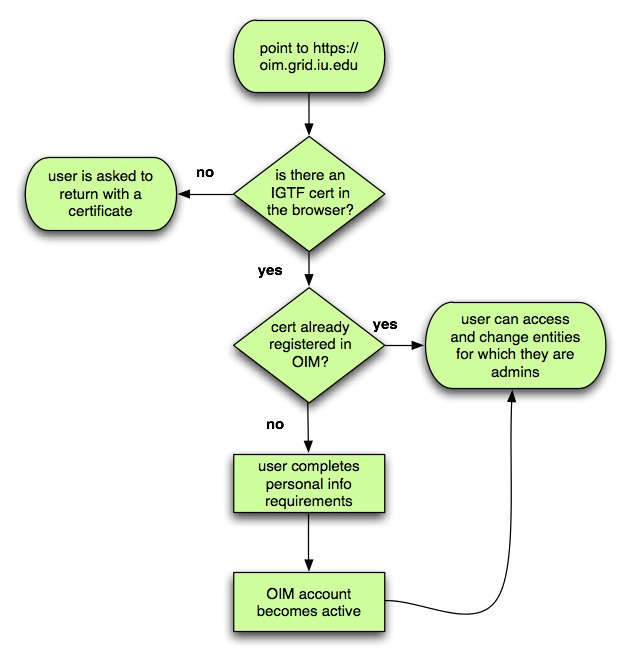 point to https://
oim.grid.iu.edu
is there an
IGTF cert in
the browser?
no
user is asked to
return with a
certificate
yes
cert already
registered in
OIM?
yes
user can access
and change entities
for which they are
admins
no
user completes
personal info
requirements
OIM account
becomes active